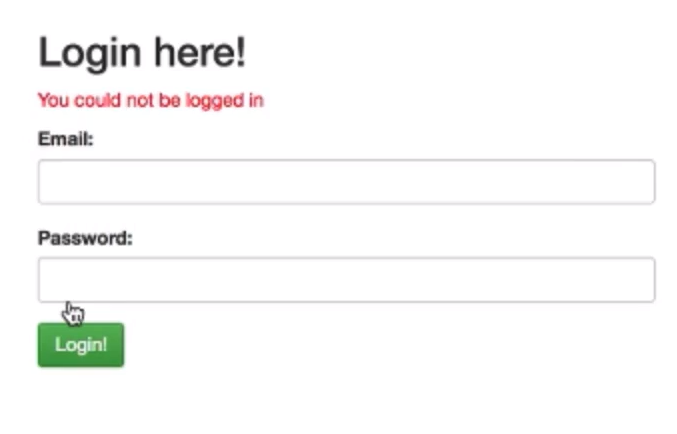 Login here!
You could not be logged in
Email:
Password:
Login!